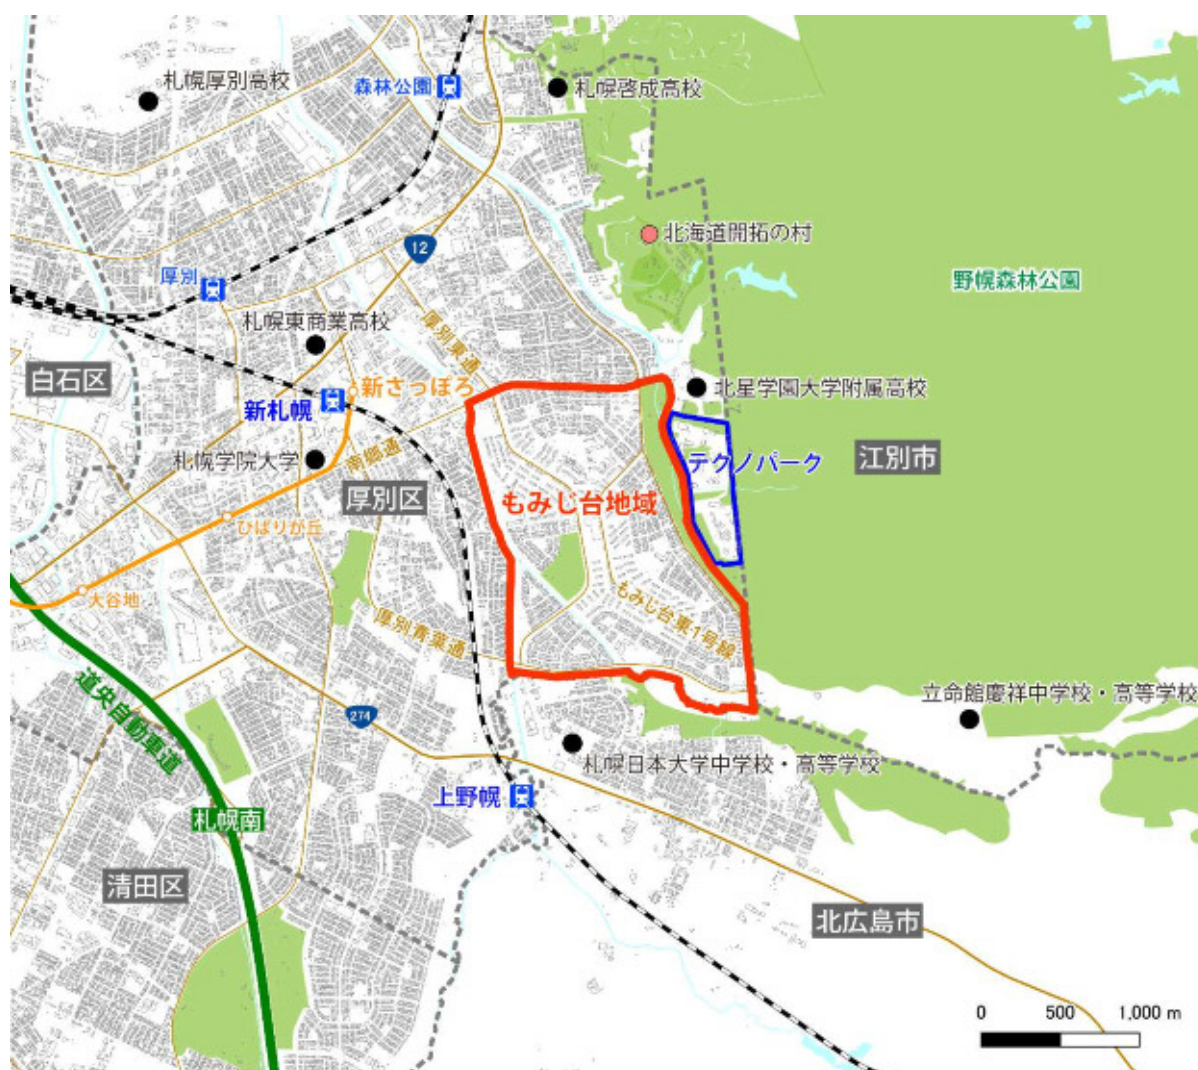 札幌厚別高校
森林公園
札幌啓成高校
北海道開拓の村
12
厚別
野幌森林公園
札幌東商業高校
厚別東通
白石区
新さっぽろ
北星学園大学附属高校
新札幌
札幌学院大学
南郷通
テクノパーク
江別市
厚別区
もみじ台地域
ひばりが丘
大谷地
もみじ台東1号線
厚別青葉通
道央自動車道
立命館慶祥中学校・高等学校
274
札幌日本大学中学校・高等学校
上野幌
札幌南
清田区
北広島市
0 500 1,000 m